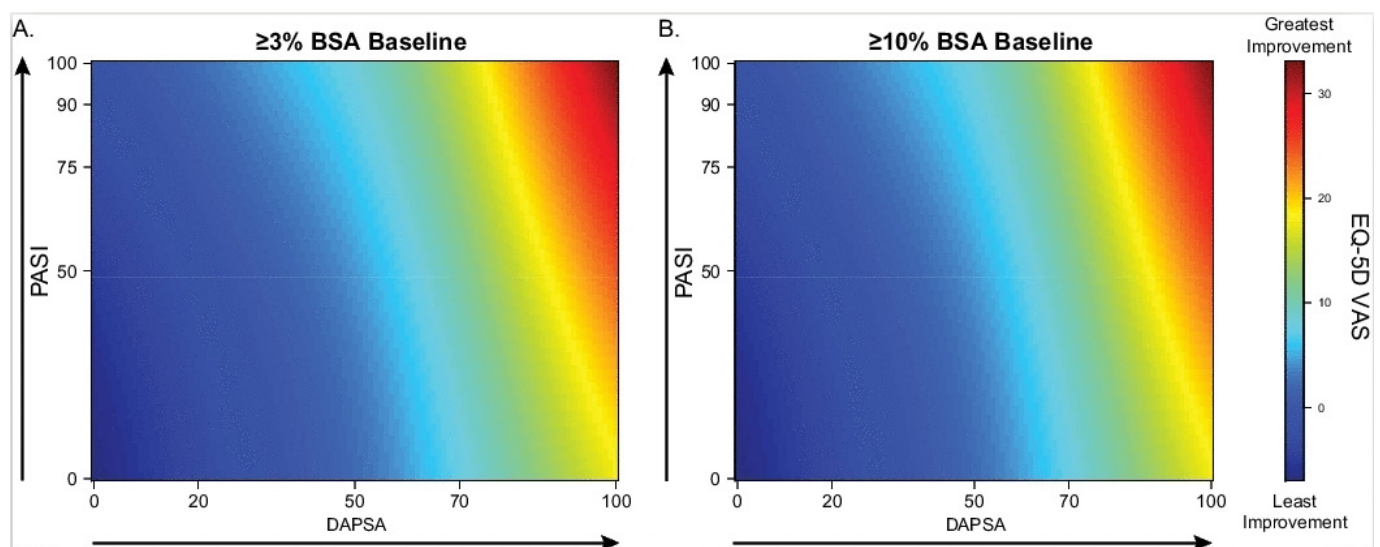 A.
≥3% BSA Baseline
100
90
75
50
0
PASI
0 20 50 70 100
DAPSA
B.
≥10% BSA Baseline
100
90
75
50
0
PASI
0 20 50 70 100
DAPSA
Greatest
Improvement
30
20
10
0
EQ-5D VAS
Least
Improvement